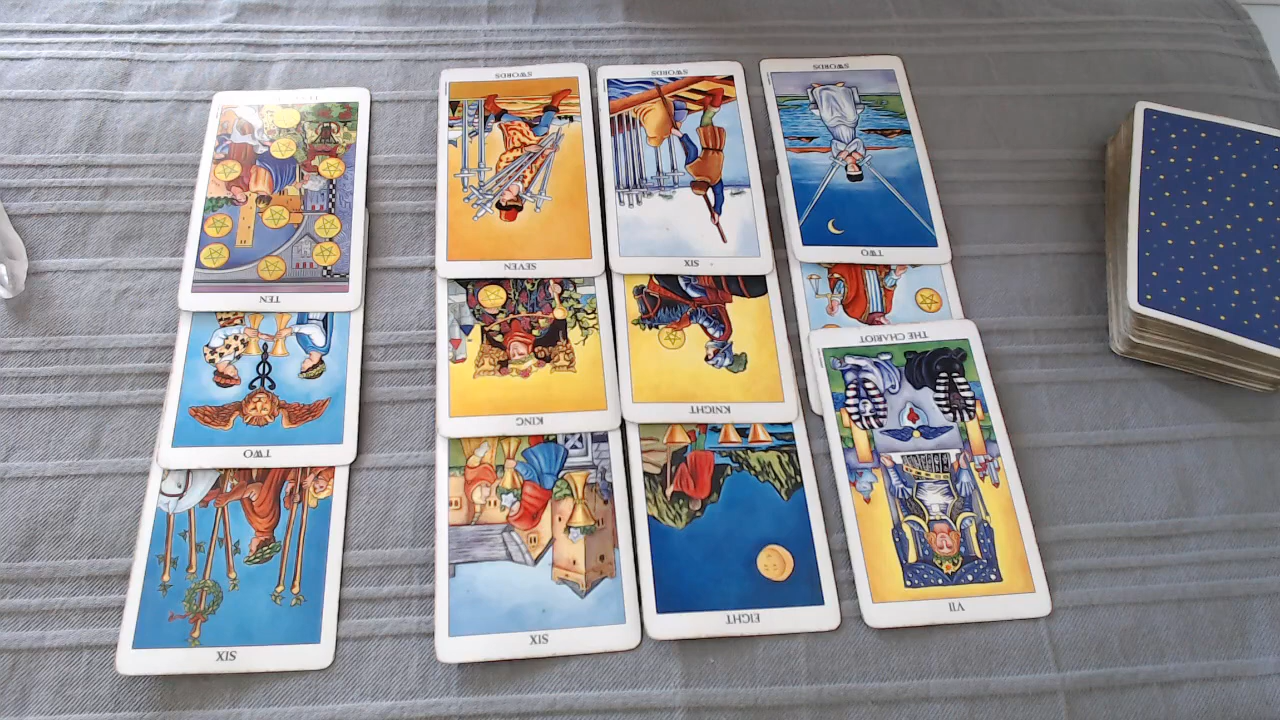 SWORDS
SWORDS
SWORDS
TEN
SEVEN
SIX
TWO
THE CHARIOT
TWO
KING
KNIGHT
SIX
SIX
EIGHT
VII